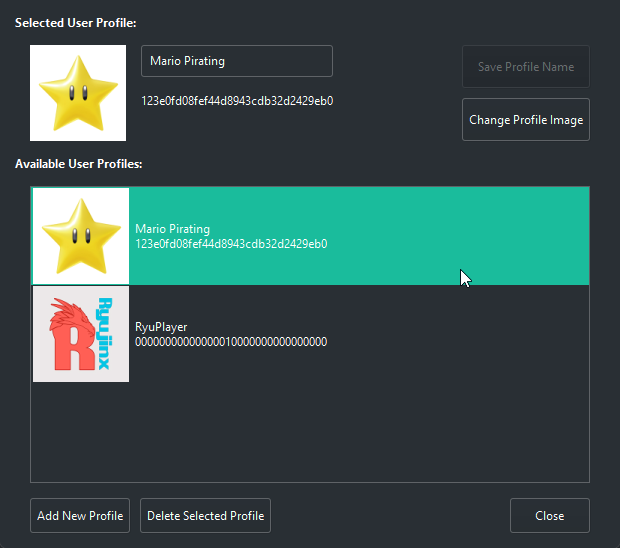 Selected User Profile:
Mario Pirating
Save Profile Name
123e0fd08fef44d8943cdb32d2429eb0
Change Profile Image
Available User Profiles:
Mario Pirating
123e0fd08fef44d8943cdb32d2429eb0
Ryujinx
R
RyuPlayer
00000000000000010000000000000000
Add New Profile
Delete Selected Profile
Close